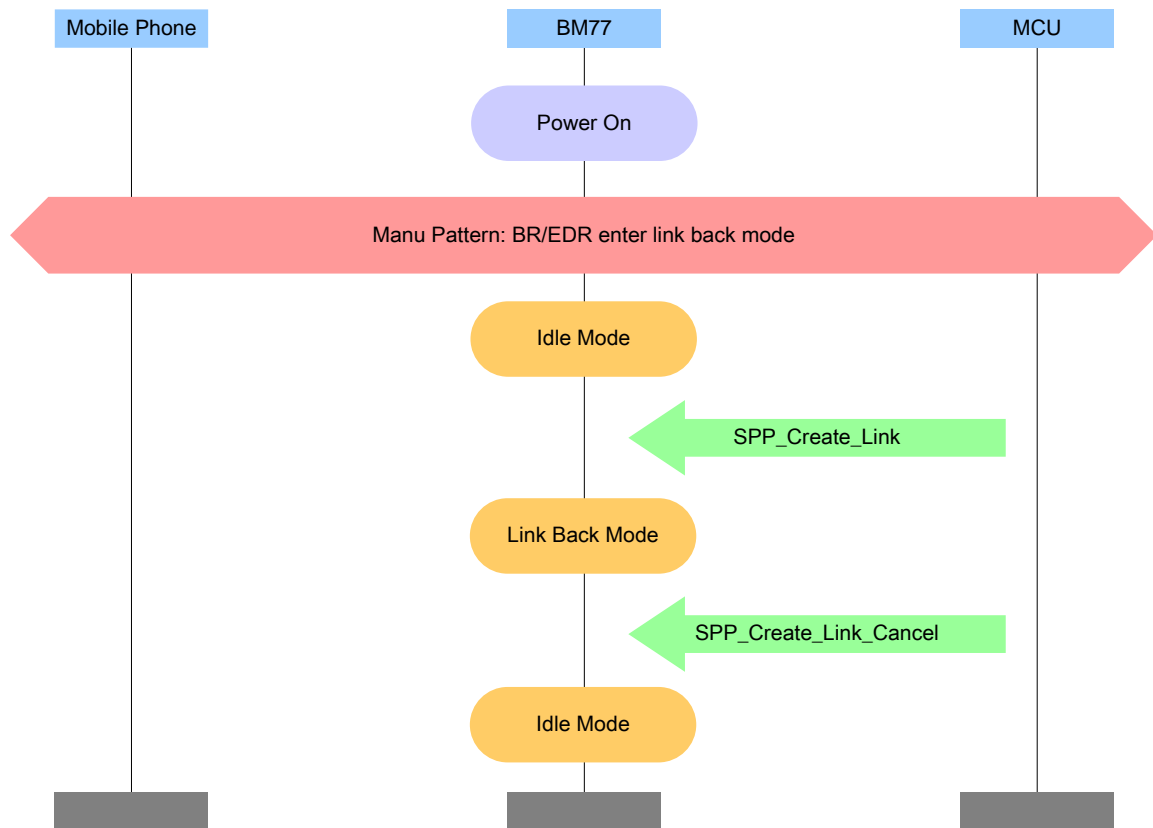 Mobile Phone
BM77
MCU
Power On
Manu Pattern: BR/EDR enter link back mode
Idle Mode
SPP_Create_Link
Link Back Mode
SPP_Create_Link_Cancel
Idle Mode